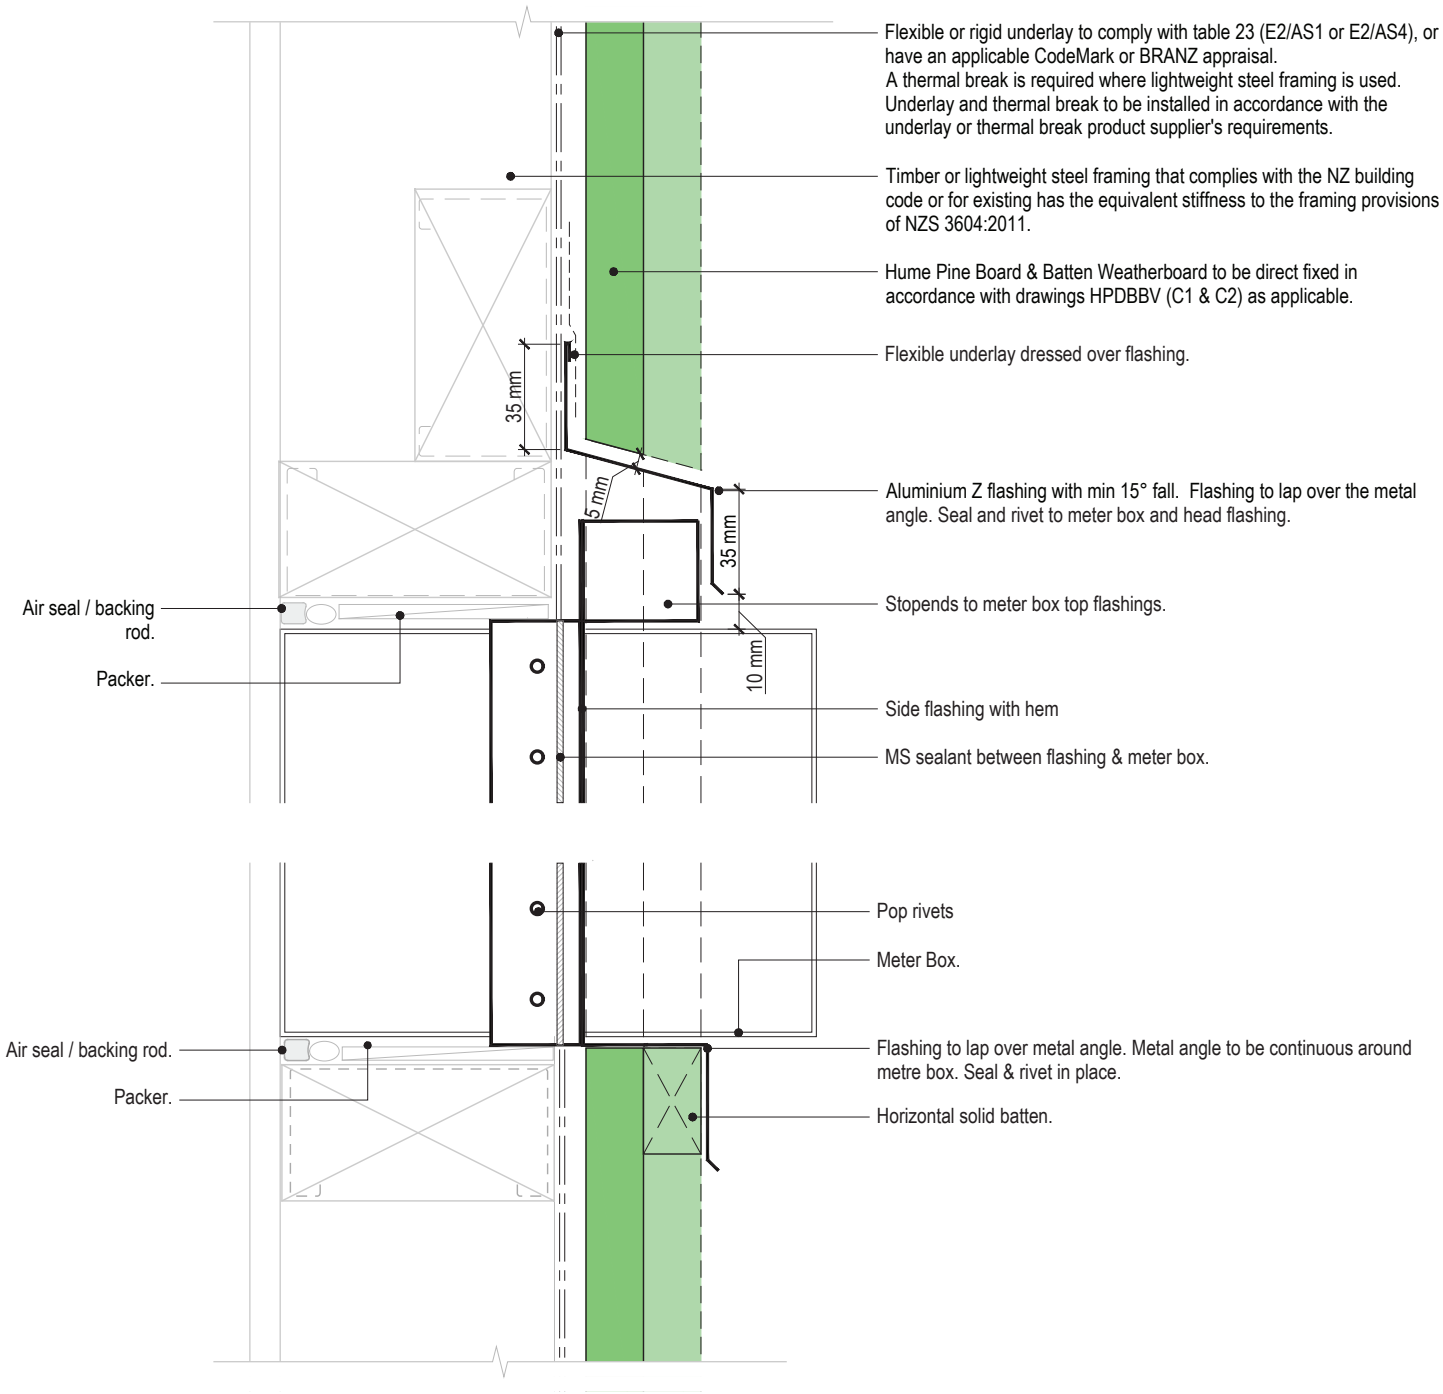 Flexible or rigid underlay to comply with table 23 (E2/AS1 or E2/AS4), or
have an applicable CodeMark or BRANZ appraisal.
A thermal break is required where lightweight steel framing is used.
Underlay and thermal break to be installed in accordance with the
underlay or thermal break product supplier's requirements.
Timber or lightweight steel framing that complies with the NZ building
code or for existing has the equivalent stiffness to the framing provisions
of NZS 3604:2011.
Hume Pine Board & Batten Weatherboard to be direct fixed in
accordance with drawings HPDBBV (C1 & C2) as applicable.
Flexible underlay dressed over flashing.
35 mm
5 mm
Aluminium Z flashing with min 15° fall.  Flashing to lap over the metal
angle. Seal and rivet to meter box and head flashing.
35 mm
Air seal / backing
rod.
Stopends to meter box top flashings.
10 mm
Packer.
Side flashing with hem
MS sealant between flashing & meter box.
Pop rivets
Meter Box.
Air seal / backing rod.
Flashing to lap over metal angle. Metal angle to be continuous around
metre box. Seal & rivet in place.
Packer.
Horizontal solid batten.